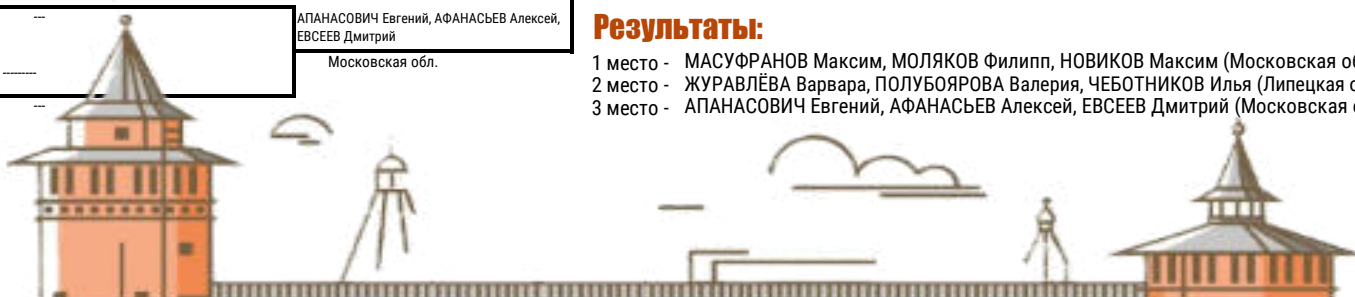 ---
АПАНАСОВИЧ Евгений, АФАНАСЬЕВ Алексей,
ЕВСЕЕВ Дмитрий
Московская обл.
---------
---
Результаты:
1 место - МАСУФРАНОВ Максим, МОЛЯКОВ Филипп, НОВИКОВ Максим (Московская об
2 место - ЖУРАВЛЁВА Варвара, ПОЛУБОЯРОВА Валерия, ЧЕБОТНИКОВ Илья (Липецкая о
3 место - АПАНАСОВИЧ Евгений, АФАНАСЬЕВ Алексей, ЕВСЕЕВ Дмитрий (Московская о